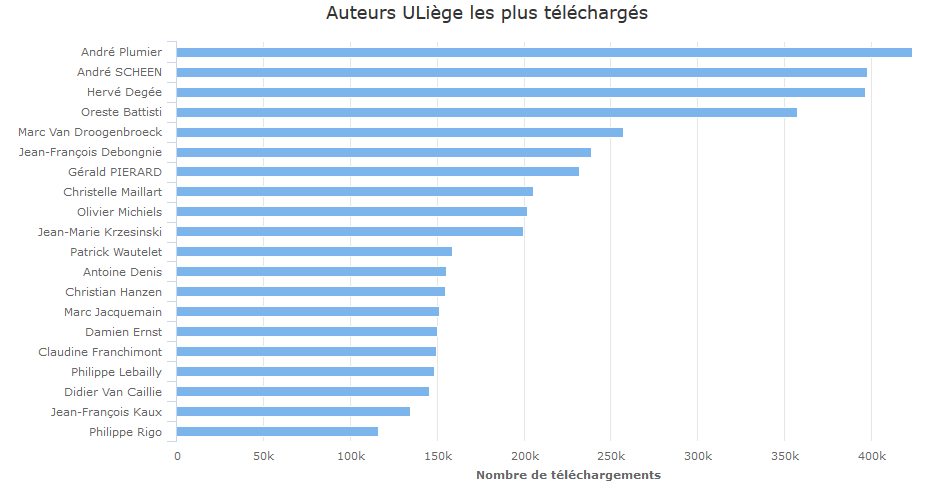 Auteurs ULiège les plus téléchargés
André Plumier
André SCHEEN
Hervé Degée
Oreste Battisti
Marc Van Droogenbroeck
Jean-François Debongnie
Gérald PIERARD
Christelle Maillart
Olivier Michiels
Jean-Marie Krzesinski
Patrick Wautelet
Antoine Denis
Christian Hanzen
Marc Jacquemain
Damien Ernst
Claudine Franchimont
Philippe Lebailly
Didier Van Caillie
Jean-François Kaux
Philippe Rigo
0 50k 100k 150k 200k 250k 300k 350k 400k
Nombre de téléchargements